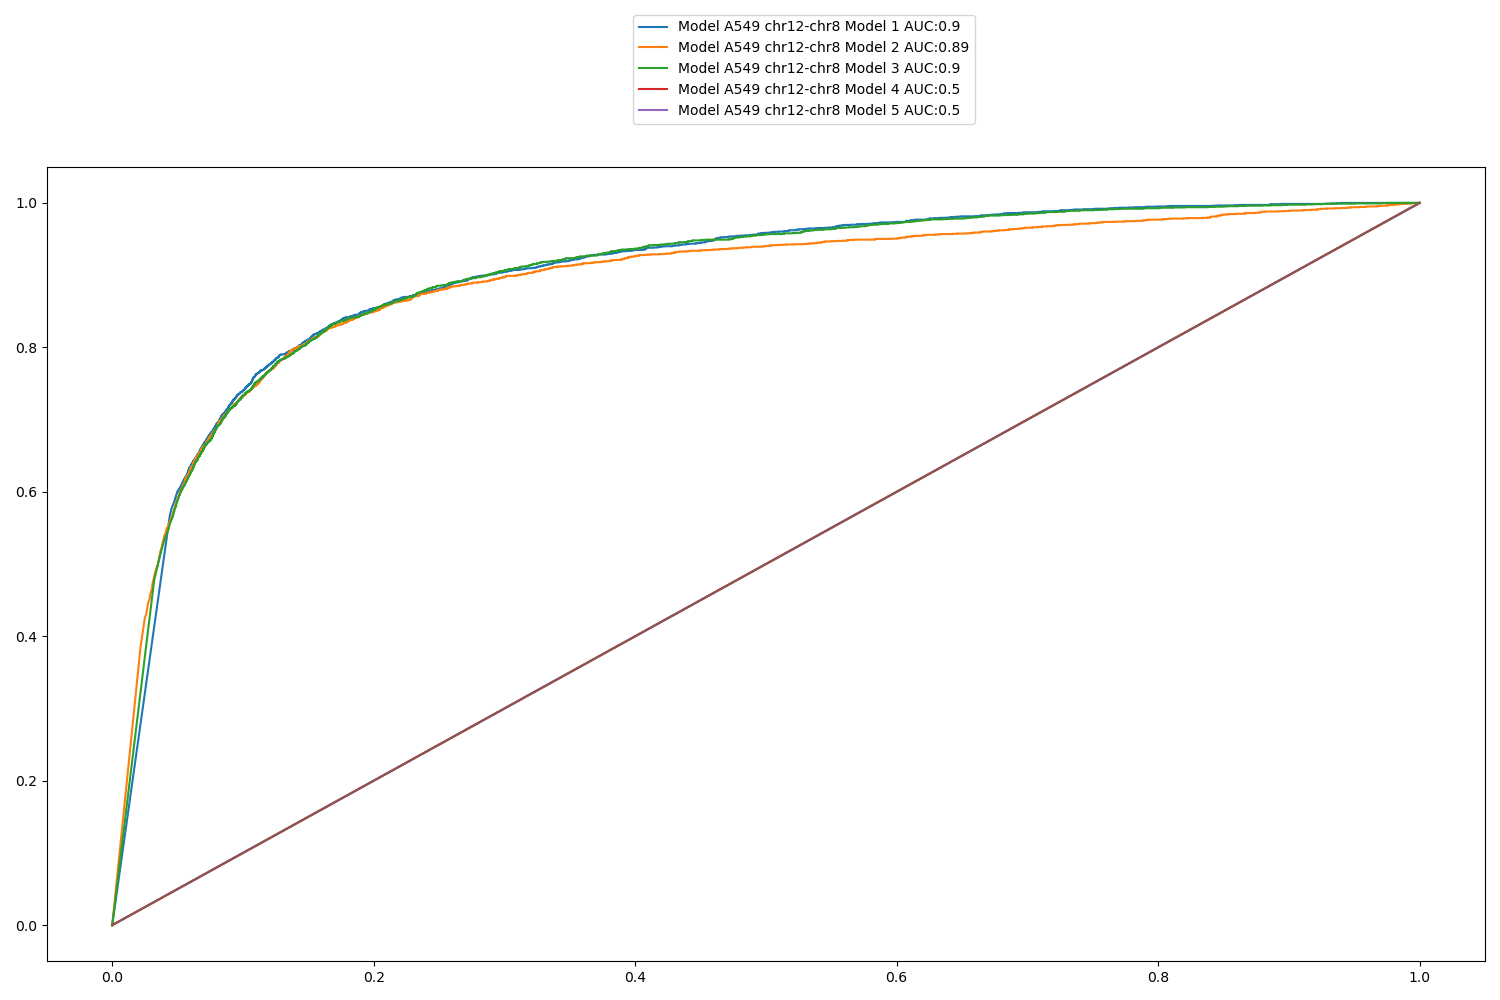 Model A549 chr12-chr8 Model 1 AUC:0.9
Model A549 chr12-chr8 Model 2 AUC:0.89
Model A549 chr12-chr8 Model 3 AUC:0.9
Model A549 chr12-chr8 Model 4 AUC:0.5
Model A549 chr12-chr8 Model 5 AUC:0.5
1.0
0.8
0.6
0.4
0.2
0.0
0.0 0.2 0.4 0.6 0.8 1.0